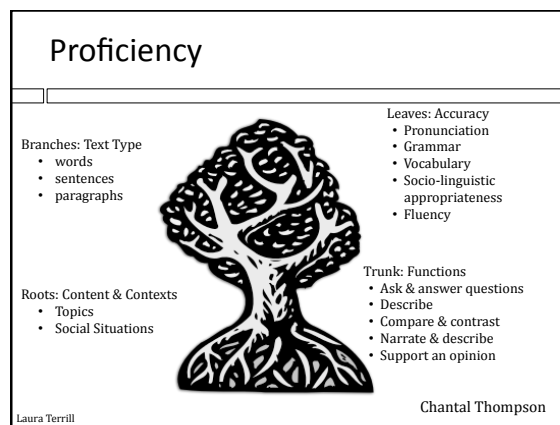 Proficiency
Branches: Text Type
• words
• sentences
• paragraphs
Leaves: Accuracy
• Pronunciation
• Grammar
• Vocabulary
• Socio-linguistic
appropriateness
• Fluency
Roots: Content & Contexts
• Topics
• Social Situations
Trunk: Functions
• Ask & answer questions
• Describe
• Compare & contrast
• Narrate & describe
• Support an opinion
Chantal Thompson
Laura Terrill